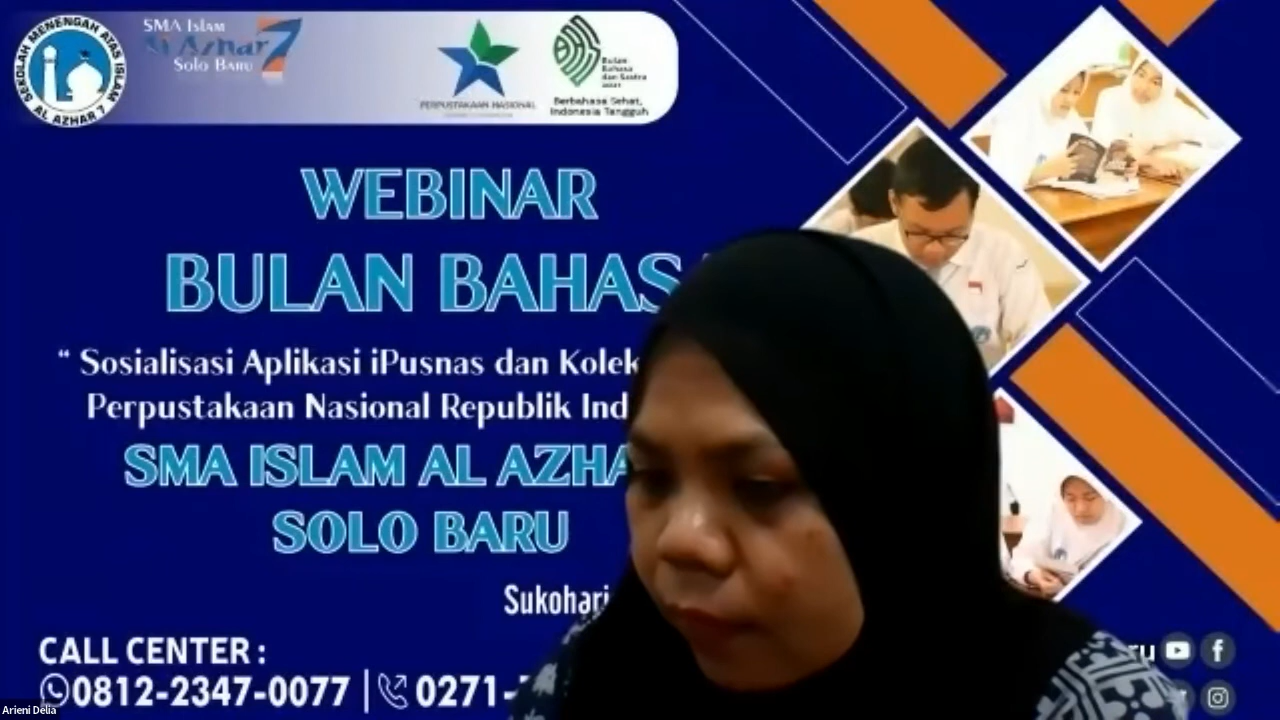 SEKOLAH MENENGAH ATAS ISLAM
AL AZHAR 7
SMA Islam
Al Azhar 7
Solo Baru
PERPUSTAKAAN NASIONAL
Bulan
Bahasa
dan Sastra
Berbahasa Sehat,
Indonesia Tangguh
WEBINAR
BULAN BAHAS
“ Sosialisasi Aplikasi iPusnas dan Kolek
Perpustakaan Nasional Republik Ind
SMA ISLAM AL AZHA
SOLO BARU
Sukoharj
CALL CENTER :
0812-2347-0077 | 0271-
ru
Arieni Delia